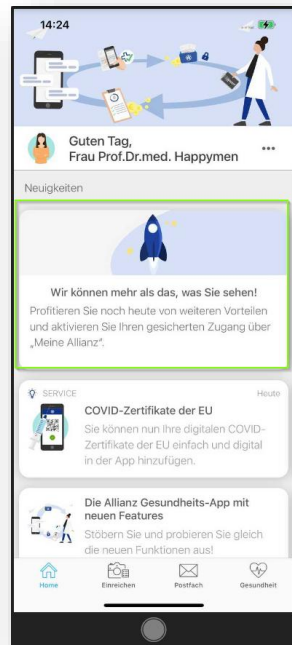 14:24
Guten Tag,
Frau Prof.Dr.med. Happymen
Neuigkeiten
Wir können mehr als das, was Sie sehen!
Profitieren Sie noch heute von weiteren Vorteilen
und aktivieren Sie Ihren gesicherten Zugang über
„Meine Allianz“.
SERVICE
Heute
COVID-Zertifikate der EU
Sie können nun Ihre digitalen COVID-
Zertifikate der EU einfach und digital
in der App hinzufügen.
Die Allianz Gesundheits-App mit
neuen Features
Stöbern Sie und probieren Sie gleich
die neuen Funktionen aus!
Home
Einreichen
Postfach
Gesundheit